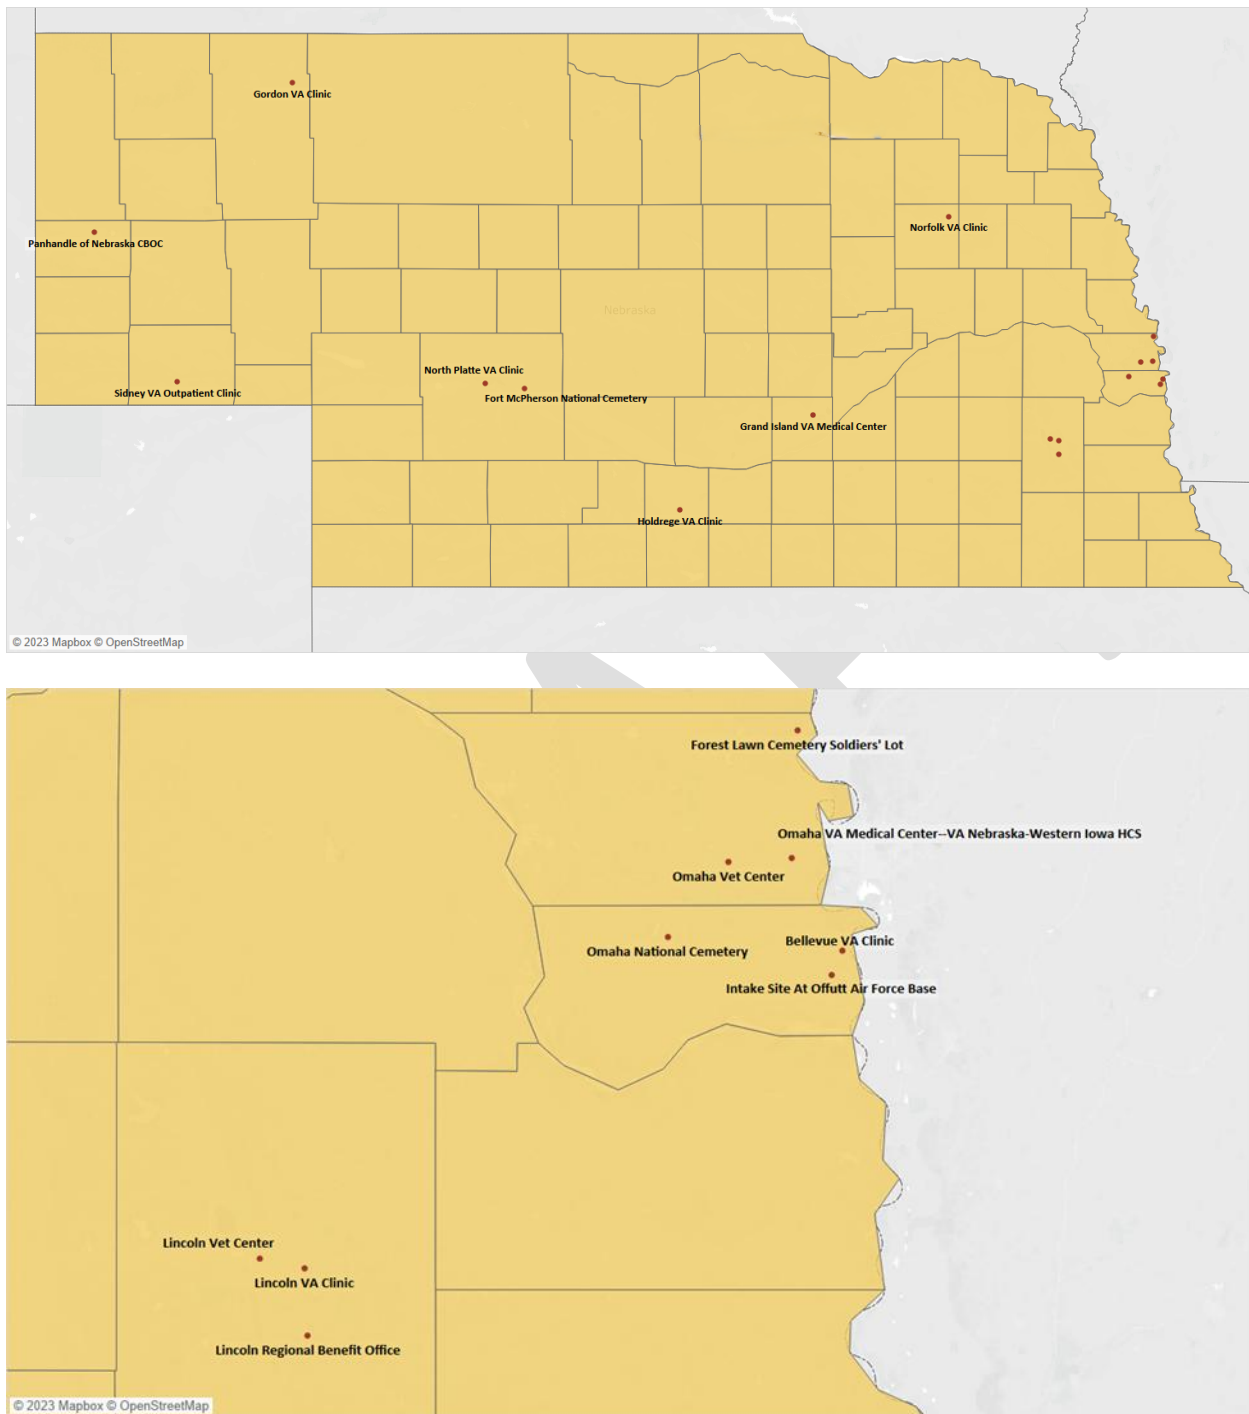 Gordon VA Clinic
Norfolk VA Clinic
Panhandle of Nebraska CBOC
Nebraska
North Platte VA Clinic
Sidney VA Outpatient Clinic
Fort McPherson National Cemetery
Grand Island VA Medical Center
Holdrege VA Clinic
© 2023 Mapbox © OpenStreetMap
Forest Lawn Cemetery Soldiers' Lot
Omaha VA Medical Center--VA Nebraska-Western Iowa HCS
Omaha Vet Center
Bellevue VA Clinic
Omaha National Cemetery
Intake Site At Offutt Air Force Base
Lincoln Vet Center
Lincoln VA Clinic
Lincoln Regional Benefit Office
© 2023 Mapbox © OpenStreetMap